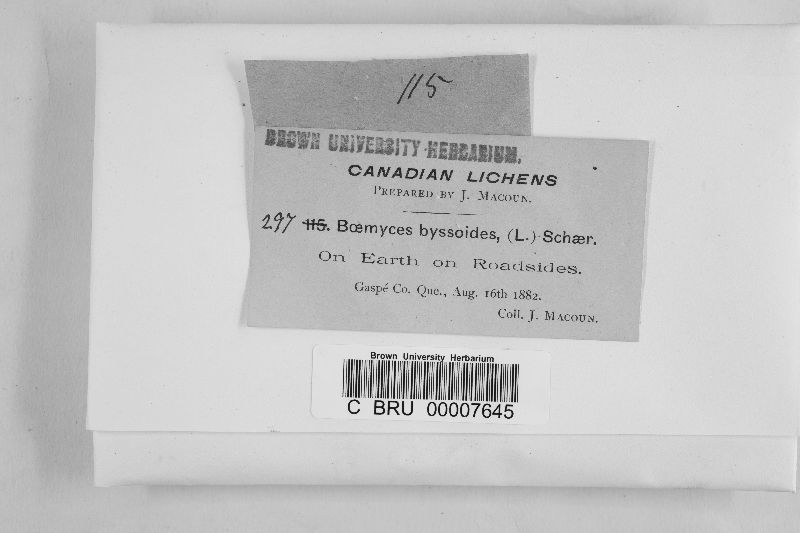 115
BROWN UNIVERSITY HERBARIUM.
CANADIAN LICHENS
PREPARED BY J. MACOUN.
297 115. Bœmyces byssoides, (L.) Schær.
On Earth on Roadsides.
Gaspé Co. Que., Aug. 16th 1882.
Coll. J. MACOUN.
Brown University Herbarium
C BRU 00007645